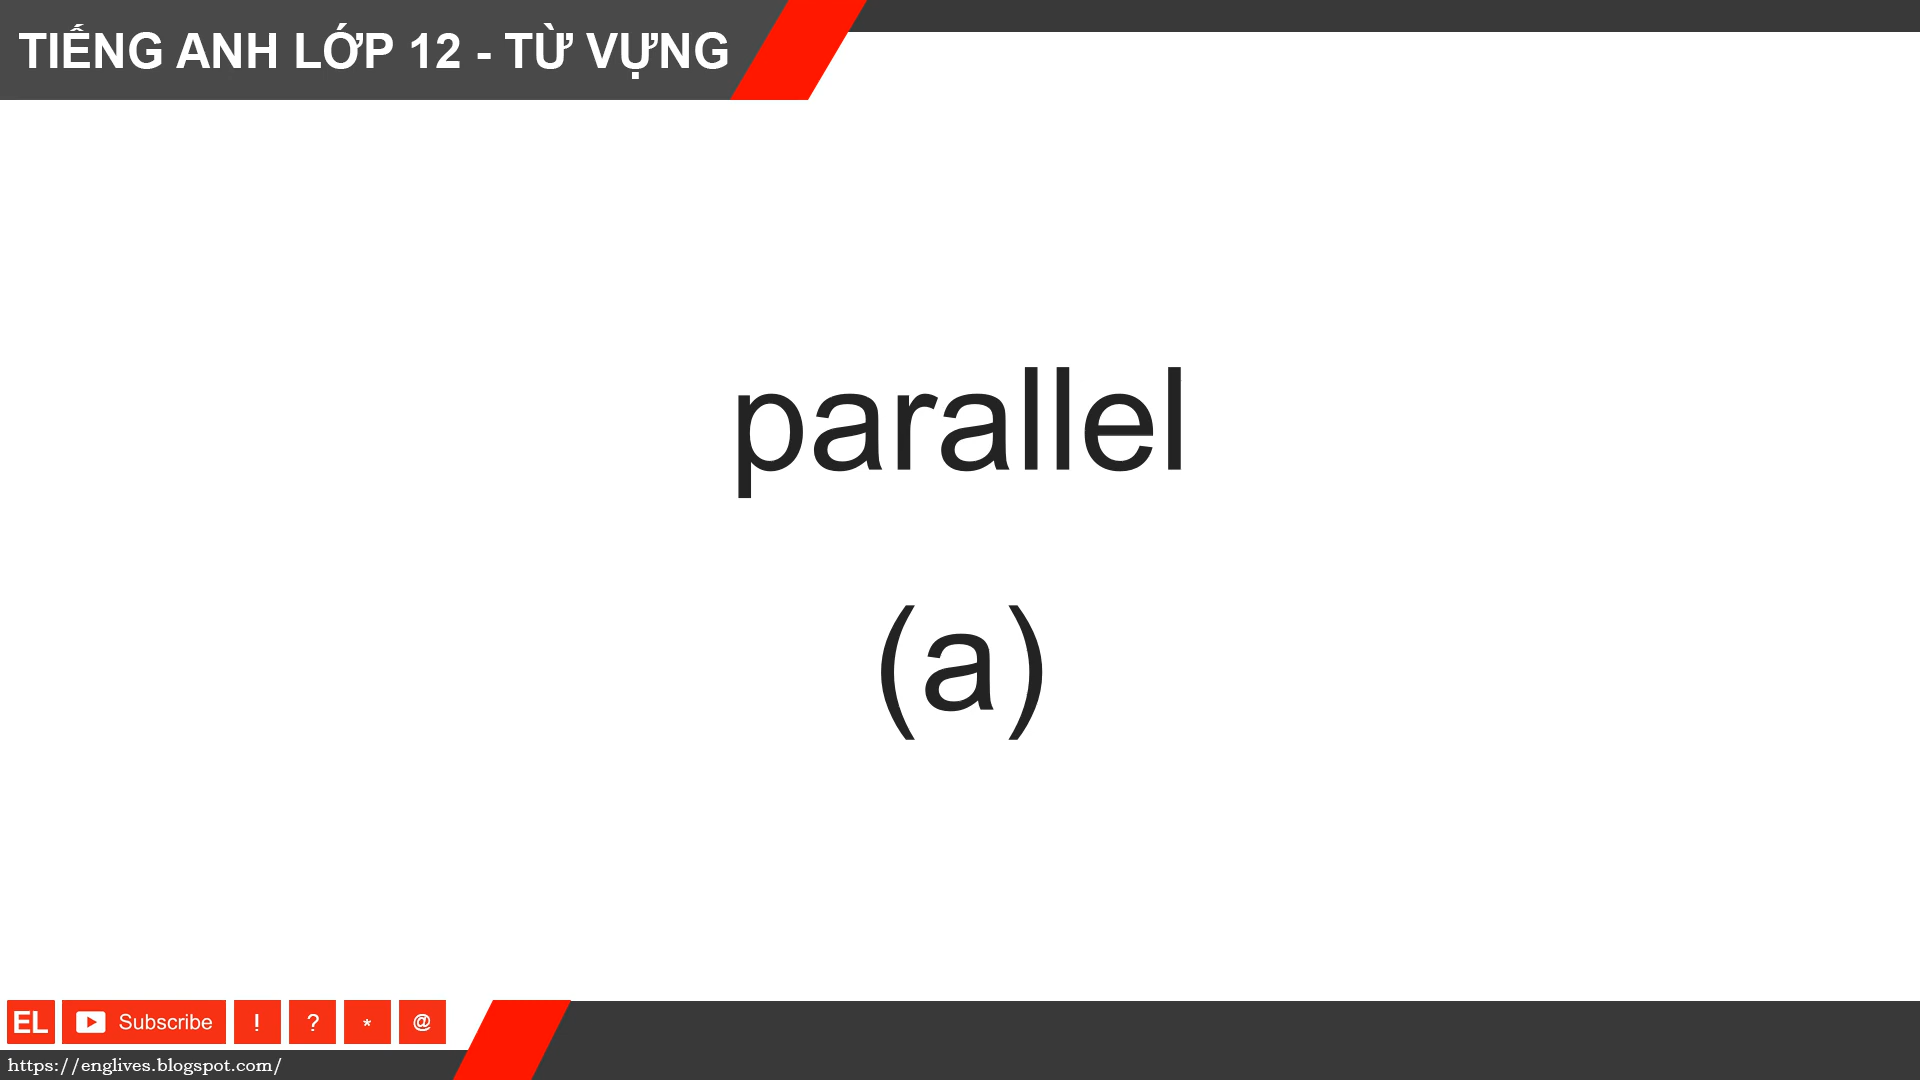 TIẾNG ANH LỚP 12 - TỪ VỰNG
parallel
(a)
EL Subscribe ! ? * @
https://englives.blogspot.com/